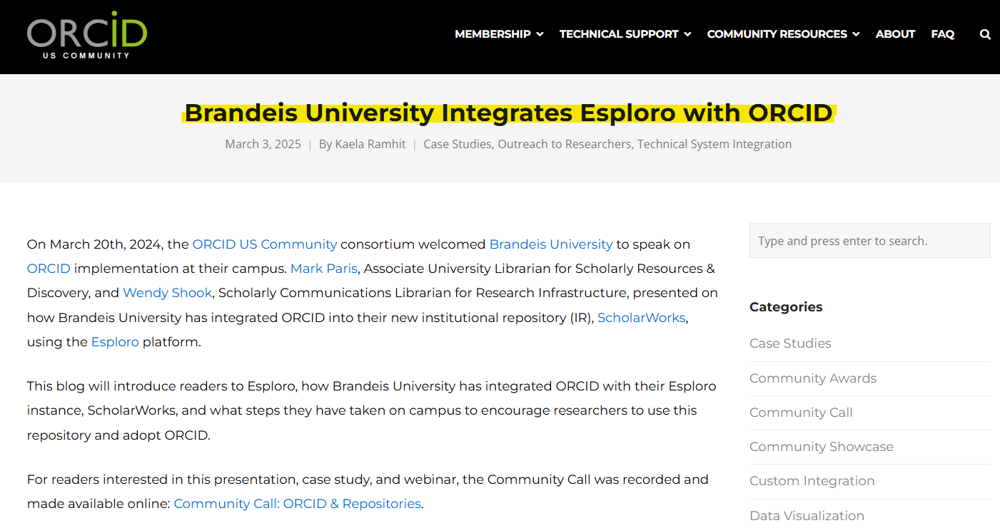 ORCID
US COMMUNITY
MEMBERSHIP TECHNICAL SUPPORT COMMUNITY RESOURCES ABOUT FAQ
Brandeis University Integrates Esploro with ORCID
March 3, 2025 | By Kaela Ramhit | Case Studies, Outreach to Researchers, Technical System Integration
On March 20th, 2024, the ORCID US Community consortium welcomed Brandeis University to speak on
ORCID implementation at their campus. Mark Paris, Associate University Librarian for Scholarly Resources &
Discovery, and Wendy Shook, Scholarly Communications Librarian for Research Infrastructure, presented on
how Brandeis University has integrated ORCID into their new institutional repository (IR), ScholarWorks,
using the Esploro platform.
This blog will introduce readers to Esploro, how Brandeis University has integrated ORCID with their Esploro
instance, ScholarWorks, and what steps they have taken on campus to encourage researchers to use this
repository and adopt ORCID.
For readers interested in this presentation, case study, and webinar, the Community Call was recorded and
made available online: Community Call: ORCID & Repositories.
Type and press enter to search.
Categories
Case Studies
Community Awards
Community Call
Community Showcase
Custom Integration
Data Visualization